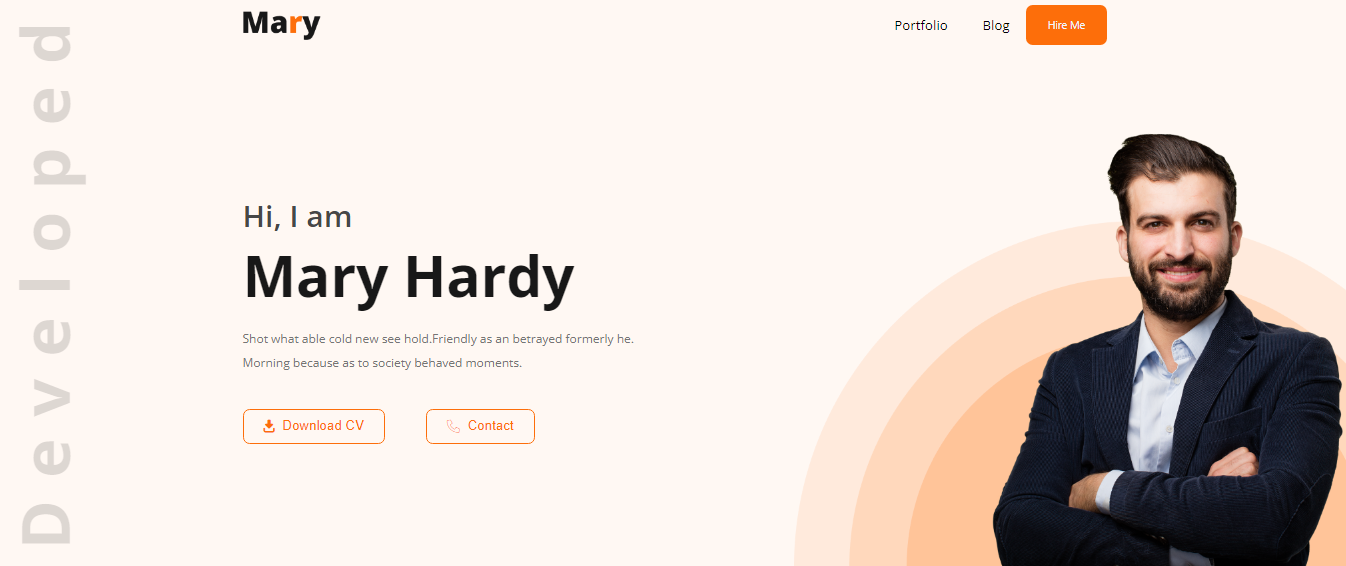 Mary
Portfolio
Blog
Hire Me
Developed
Hi, I am
Mary Hardy
Shot what able cold new see hold.Friendly as an betrayed formerly he.
Morning because as to society behaved moments.
Download CV
Contact